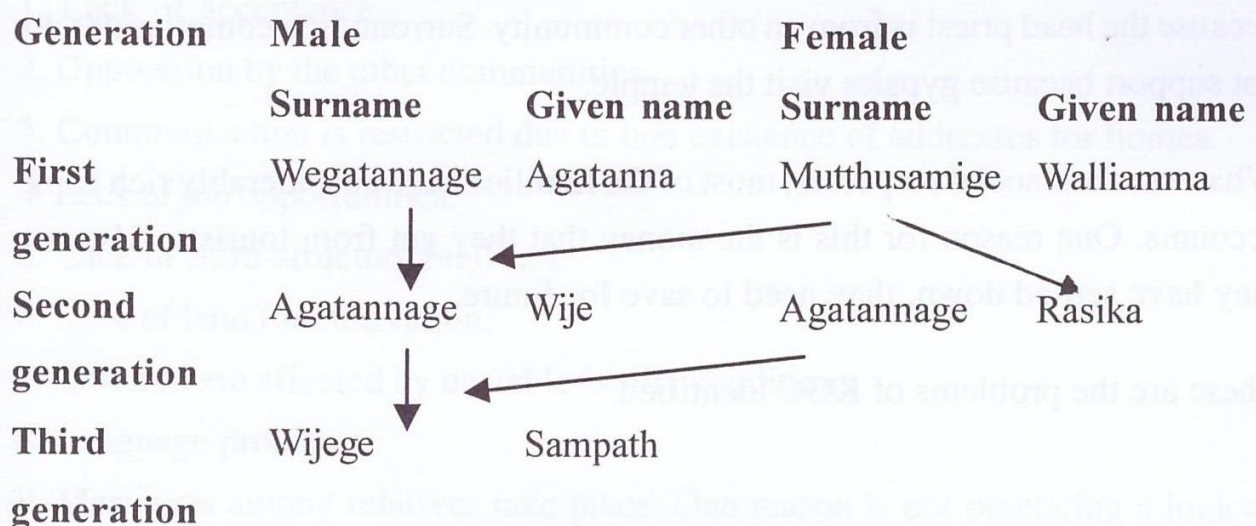 Generation Male Female
Surname Given name Surname Given name
First Wegatannage Agatanna Mutthusamige Walliamma
generation
Second Agatannage Wije Agatannage Rasika
generation
Third Wijege Sampath
generation